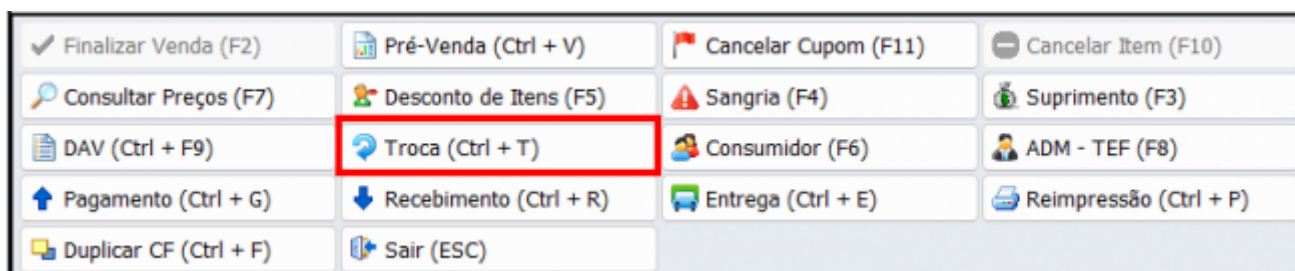 Finalizar Venda (F2) Pré-Venda (Ctrl + V) Cancelar Cupom (F11) Cancelar Item (F10)
Consultar Preços (F7) Desconto de Itens (F5) Sangria (F4) Suprimento (F3)
DAV (Ctrl + F9) Troca (Ctrl + T) Consumidor (F6) ADM - TEF (F8)
Pagamento (Ctrl + G) Recebimento (Ctrl + R) Entrega (Ctrl + E) Reimpressão (Ctrl + P)
Duplicar CF (Ctrl + F) Sair (ESC)